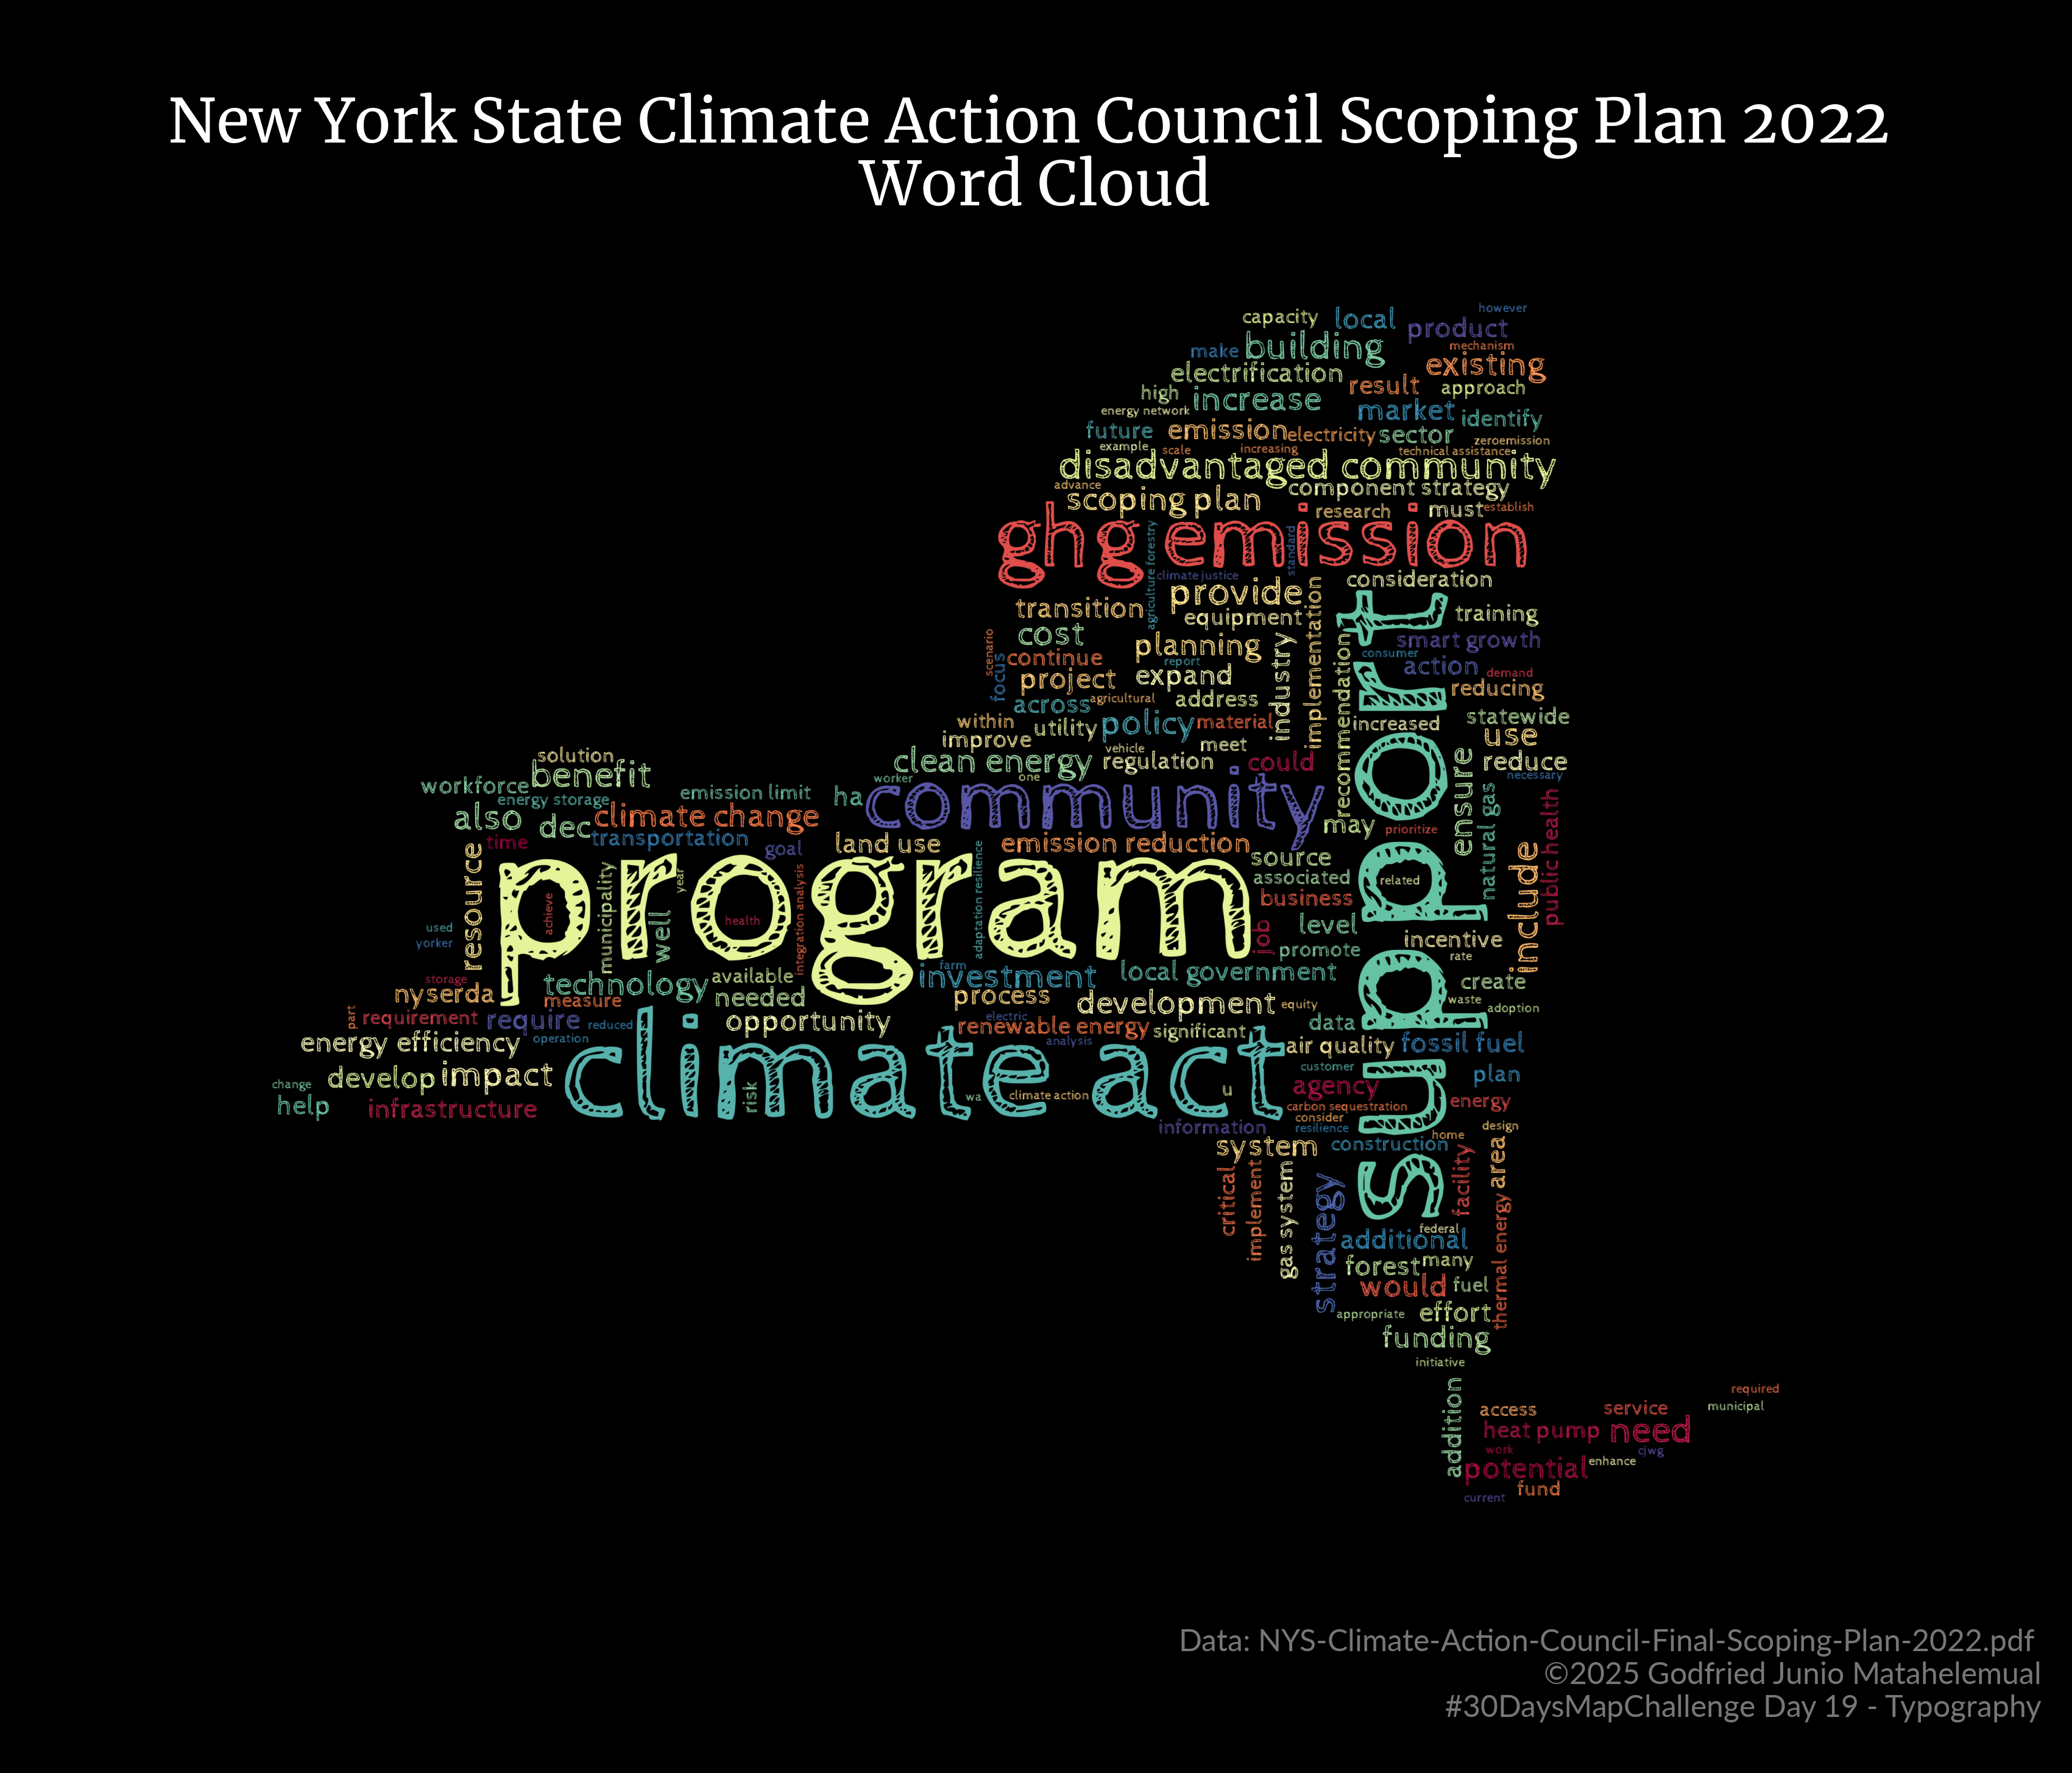 New York State Climate Action Council Scoping Plan 2022
Word Cloud
however
capacity
local
product
make
building
mechanism
existing
electrification
result
approach
high
increase
energy network
market
identify
future
emission
electricity
sector
zeroemission
example
scale
increasing
technical assistance
disadvantaged community
advance
scoping plan
component strategy
research
must
establish
ghg emission
agriculture forestry
standard
climate justice
consideration
provide
transition
equipment
implementation
training
cost
planning
industry
recommendation
smart growth
scenario
continue
report
consumer
action
demand
focus
project
expand
reducing
across
agricultural
address
support
within
utility
policy
material
increased
statewide
improve
vehicle
meet
use
solution
clean energy
regulation
could
ensure
reduce
workforce
benefit
worker
one
necessary
energy storage
emission limit
ha
community
natural gas
public health
also
dec
climate change
may
prioritize
time
transportation
goal
land use
emission reduction
source
resource
program
municipality
year
well
health
achieve
integration analysis
adaptation resilience
associated
related
business
include
used
yorker
job
level
promote
incentive
rate
storage
technology
available
farm
investment
local government
create
nyserda
measure
needed
process
development
equity
waste
adoption
part
requirement
require
reduced
opportunity
electric
renewable energy
significant
data
energy efficiency
operation
analysis
air quality
fossil fuel
change
develop
impact
climate act
customer
plan
help
infrastructure
risk
wa
climate action
u
agency
carbon sequestration
energy
consider
information
resilience
home
design
system
construction
critical
implement
gas system
strategy
facility
area
federal
additional
thermal energy
forest
many
would
fuel
appropriate
effort
funding
initiative
addition
required
access
service
municipal
heat pump
need
work
cjwg
potential
enhance
fund
current
Data: NYS-Climate-Action-Council-Final-Scoping-Plan-2022.pdf
©2025 Godfried Junio Matahelemual
#30DaysMapChallenge Day 19 - Typography